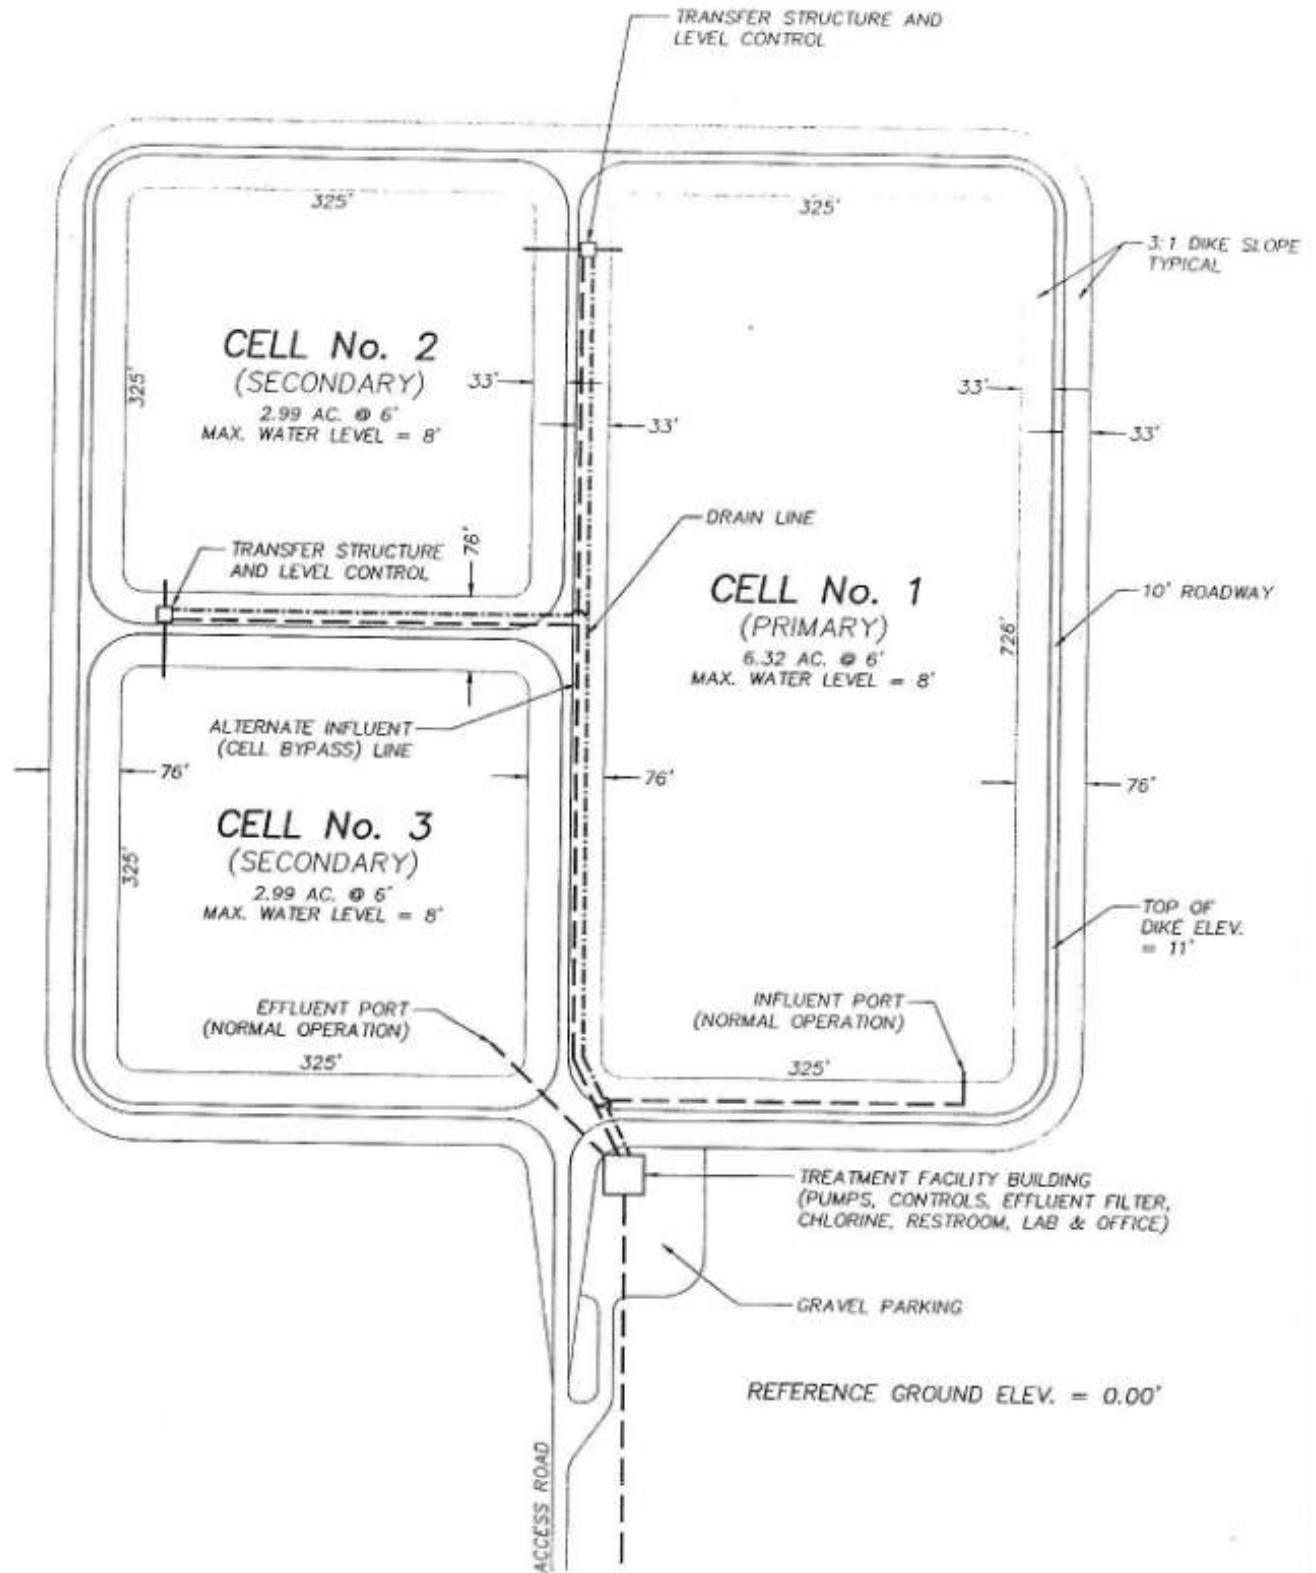 TRANSFER STRUCTURE AND
LEVEL CONTROL
325'
325'
3:1 DIKE SLOPE
TYPICAL
CELL No. 2
(SECONDARY)
2.99 AC. @ 6'
MAX. WATER LEVEL = 8'
325'
33'
33'
33'
33'
DRAIN LINE
TRANSFER STRUCTURE
AND LEVEL CONTROL
76'
CELL No. 1
(PRIMARY)
6.32 AC. @ 6'
MAX. WATER LEVEL = 8'
726'
10' ROADWAY
ALTERNATE INFLUENT
(CELL BYPASS) LINE
76'
76'
76'
CELL No. 3
(SECONDARY)
2.99 AC. @ 6'
MAX. WATER LEVEL = 8'
325'
TOP OF
DIKE ELEV.
= 11'
EFFLUENT PORT
(NORMAL OPERATION)
325'
INFLUENT PORT
(NORMAL OPERATION)
325'
TREATMENT FACILITY BUILDING
(PUMPS, CONTROLS, EFFLUENT FILTER,
CHLORINE, RESTROOM, LAB & OFFICE)
GRAVEL PARKING
REFERENCE GROUND ELEV. = 0.00'
ACCESS ROAD